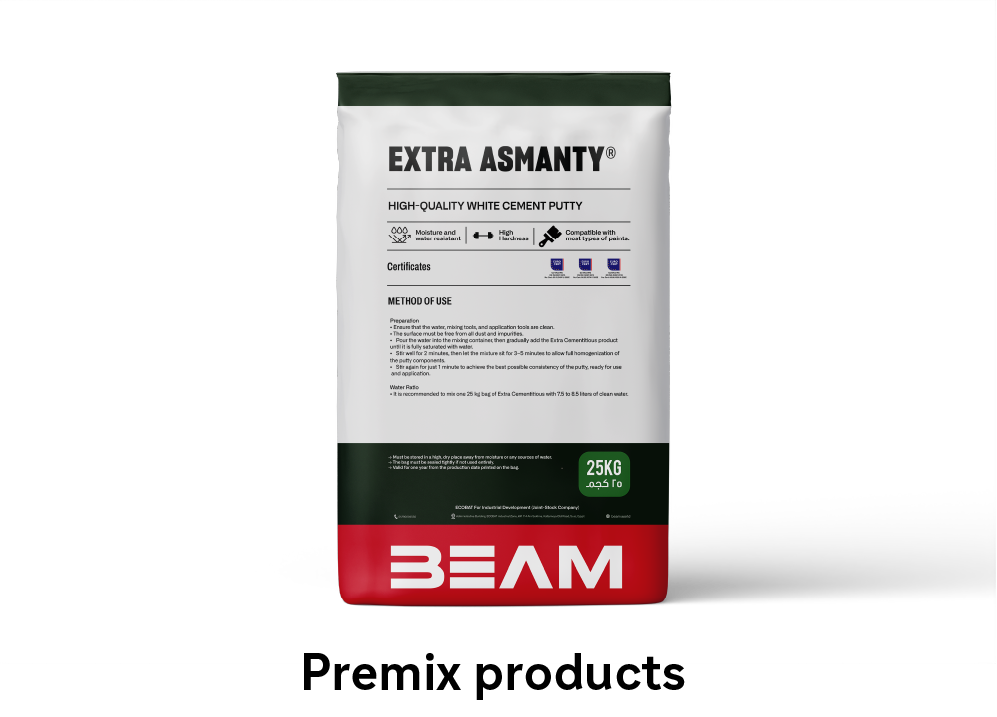 EXTRA ASMANTY®
HIGH-QUALITY WHITE CEMENT PUTTY
Moisture and
water resistant
High
Hardness
Compatible with
most types of paints.
Certificates
METHOD OF USE
Preparation
• Ensure that the water, mixing tools, and application tools are clean.
• The surface must be free from all dust and impurities.
• Pour the water into the mixing container, then gradually add the Extra Cementitious product
until it is fully saturated with water.
• Stir well for 2 minutes, then let the mixture sit for 3-5 minutes to allow full homogenization of
the putty components.
• Stir again for just 1 minute to achieve the best possible consistency of the putty, ready for use
and application.
Water Ratio
• It is recommended to mix one 25 kg bag of Extra Cementitious with 7.5 to 8.5 liters of clean water.
→ Must be stored in a high, dry place away from moisture or any sources of water.
→ The bag must be sealed tightly if not used entirely.
→ Valid for one year from the production date printed on the bag.
25KG
٢٥ كجم
ECOBAT For Industrial Development (Joint-Stock Company)
BEAM
Premix products